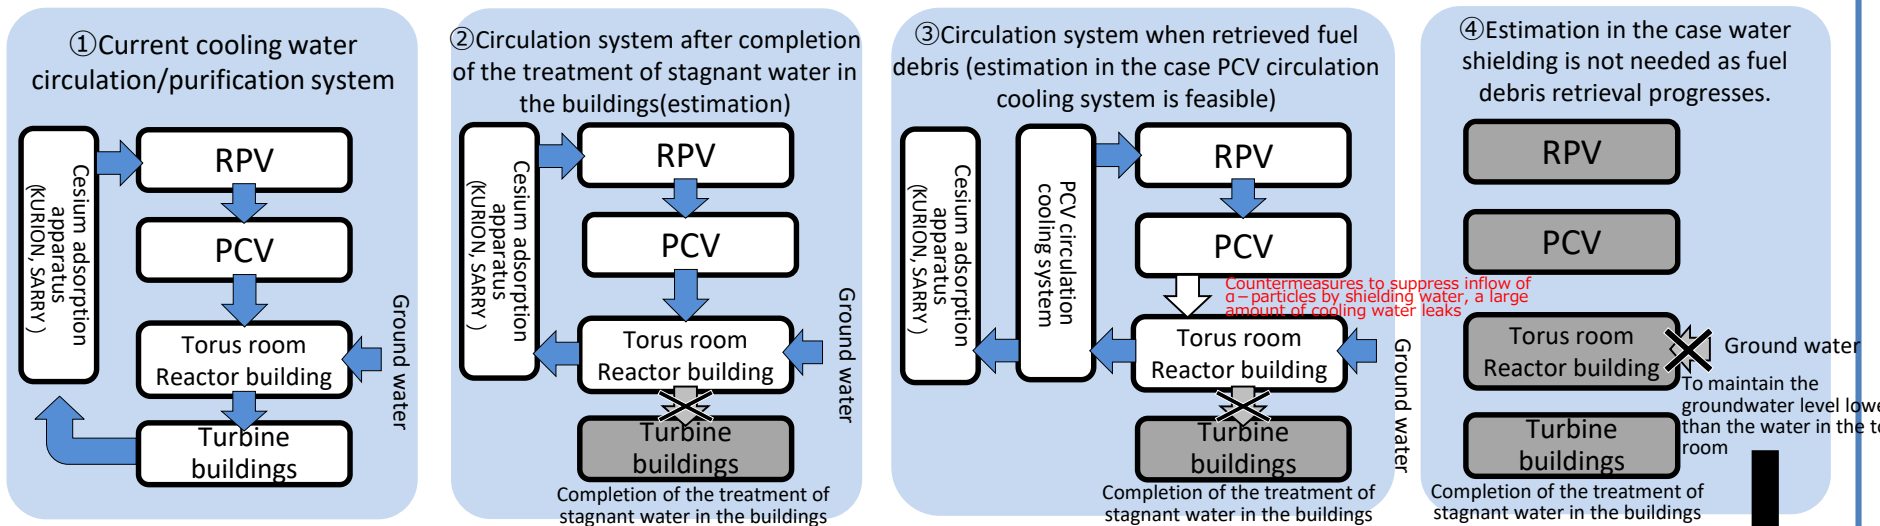 ①Current cooling water
circulation/purification system
Cesium adsorption
apparatus
(KURION, SARRY )
RPV
PCV
Torus room
Reactor building
Turbine
buildings
Ground water
②Circulation system after completion
of the treatment of stagnant water in
the buildings(estimation)
Cesium adsorption
apparatus
(KURION, SARRY )
RPV
PCV
Torus room
Reactor building
Turbine
buildings
Ground water
Completion of the treatment of
stagnant water in the buildings
③Circulation system when retrieved fuel
debris (estimation in the case PCV circulation
cooling system is feasible)
Cesium adsorption
apparatus
(KURION, SARRY )
PCV circulation
cooling system
RPV
PCV
Countermeasures to suppress inflow of
α−particles by shielding water, a large
amount of cooling water leaks
Torus room
Reactor building
Turbine
buildings
Ground water
Completion of the treatment of
stagnant water in the buildings
④Estimation in the case water
shielding is not needed as fuel
debris retrieval progresses.
RPV
PCV
Torus room
Reactor building
Ground water
To maintain the
groundwater level lowe
than the water in the t
room
Turbine
buildings
Completion of the treatment of
stagnant water in the buildings